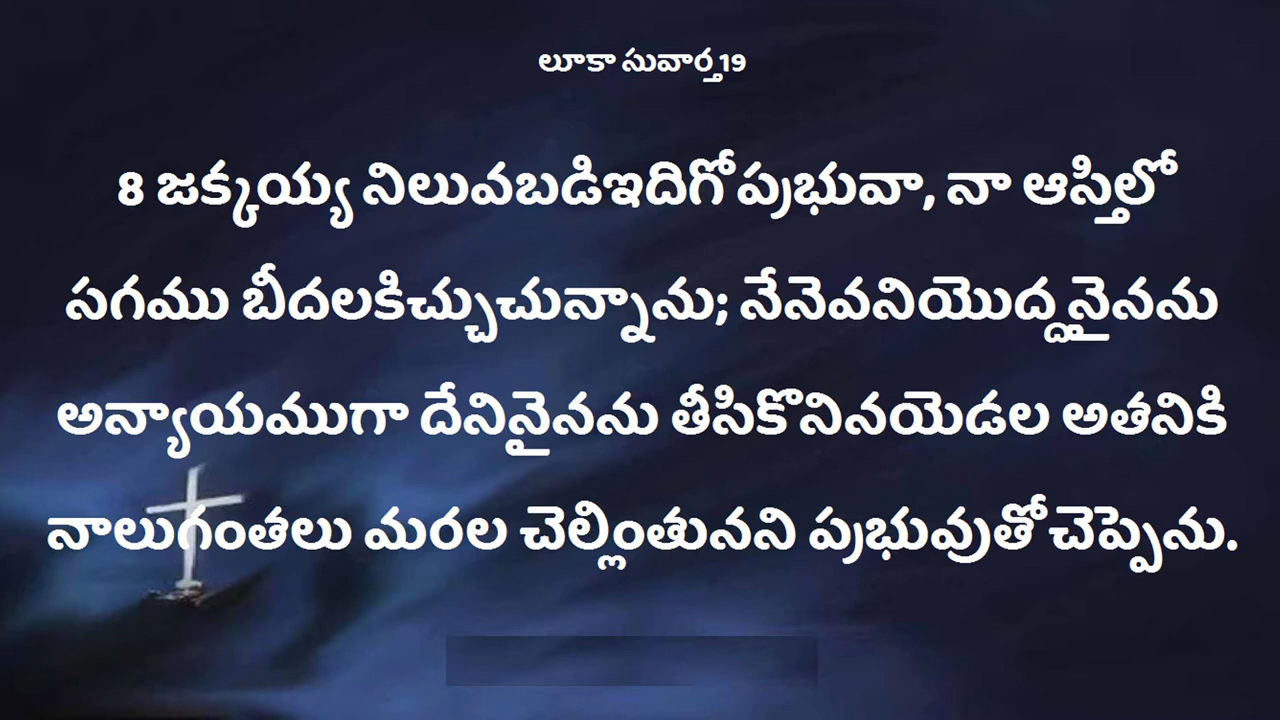 లూకా సువార్త19
8 జక్కయ్య నిలువబడిఇదిగో ప్రభువా, నా ఆస్తిలో
సగము బీదలకిచ్చుచున్నాను; నేనెవనియొద్దనైనను
అన్యాయముగా దేనినైనను తీసికొనినయెడల అతనికి
నాలుగంతలు మరల చెల్లింతునని ప్రభువుతో చెప్పెను.